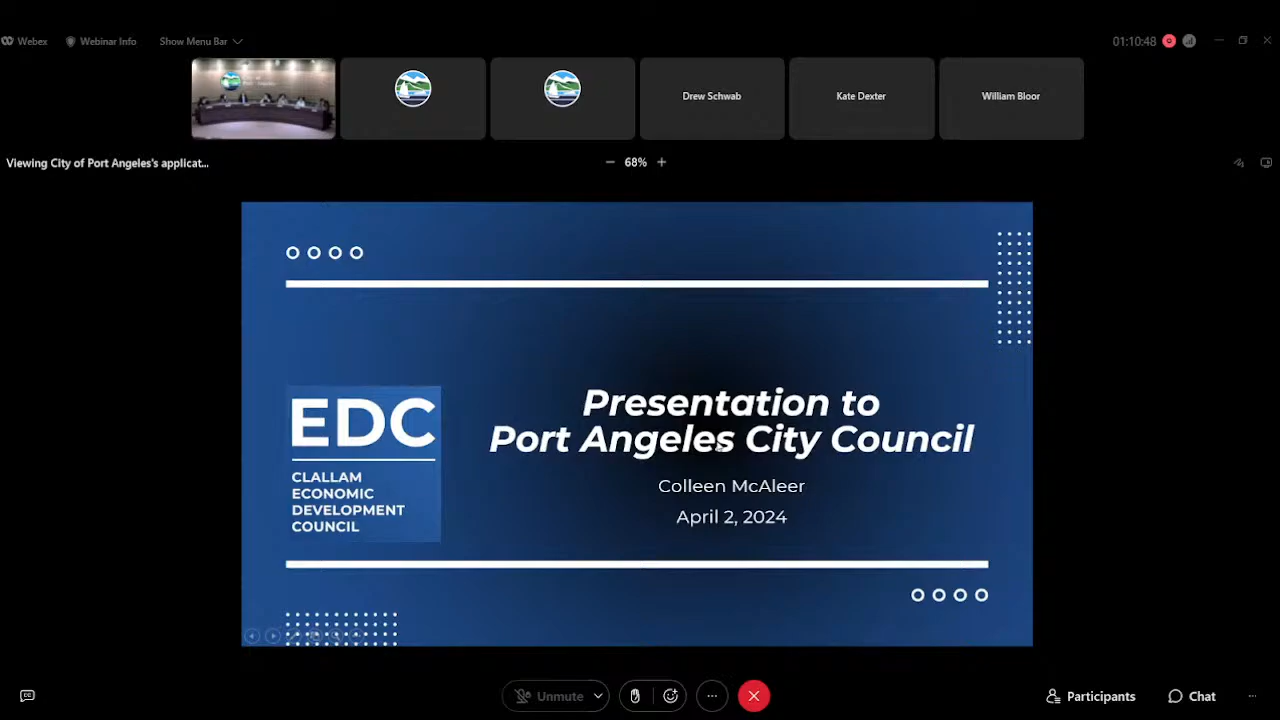 Webex
Webinar Info
Show Menu Bar
01:10:48
Drew Schwab
Kate Dexter
William Bloor
Viewing City of Port Angeles's applicat...
68%
EDC
CLALLAM
ECONOMIC
DEVELOPMENT
COUNCIL
Presentation to
Port Angeles City Council
Colleen McAleer
April 2, 2024
Unmute
Participants
Chat